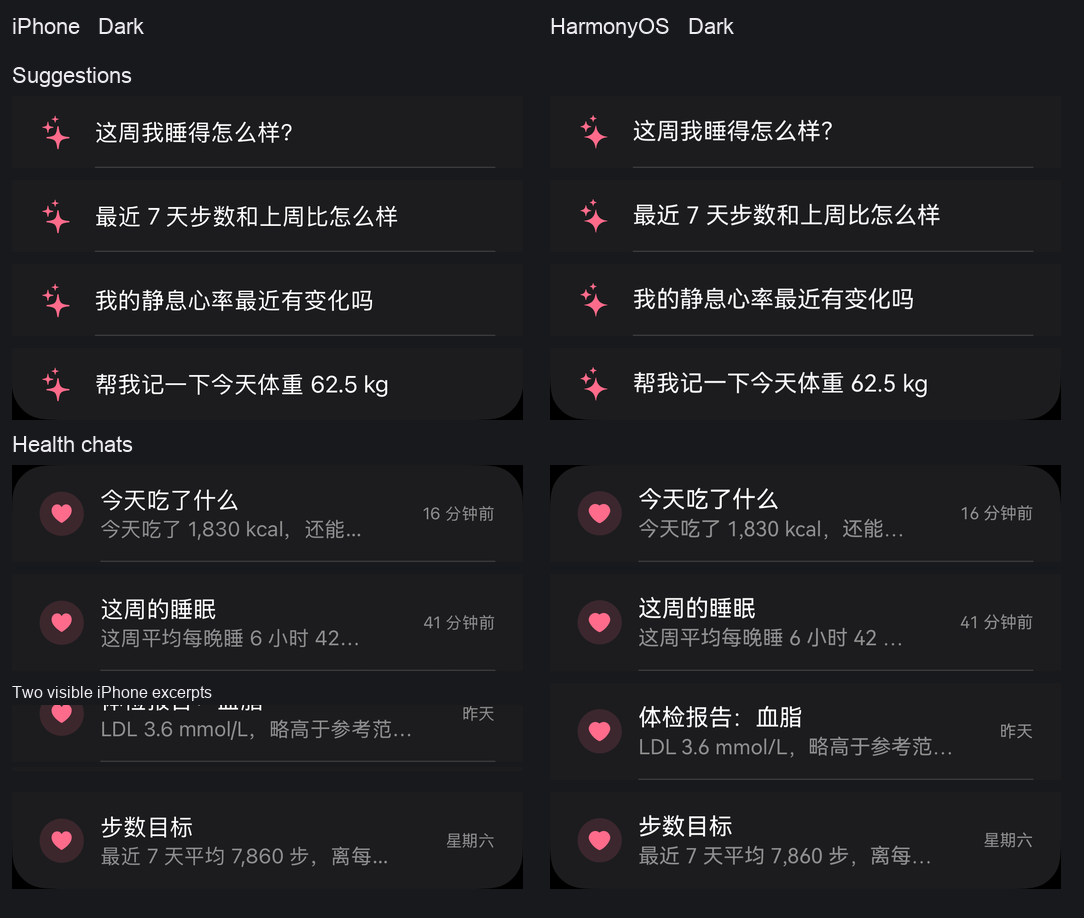 iPhone Dark
HarmonyOS Dark
Suggestions
这周我睡得怎么样?
最近 7 天步数和上周比怎么样
我的静息心率最近有变化吗
帮我记一下今天体重 62.5 kg
这周我睡得怎么样?
最近 7 天步数和上周比怎么样
我的静息心率最近有变化吗
帮我记一下今天体重 62.5 kg
Health chats
今天吃了什么
今天吃了 1,830 kcal，还能...
16 分钟前
这周的睡眠
这周平均每晚睡 6 小时 42...
41 分钟前
Two visible iPhone excerpts
体检报告：血脂
LDL 3.6 mmol/L，略高于参考范...
昨天
步数目标
最近 7 天平均 7,860 步，离每...
星期六
今天吃了什么
今天吃了 1,830 kcal，还能...
16 分钟前
这周的睡眠
这周平均每晚睡 6 小时 42 ...
41 分钟前
体检报告：血脂
LDL 3.6 mmol/L，略高于参考范...
昨天
步数目标
最近 7 天平均 7,860 步，离每...
星期六